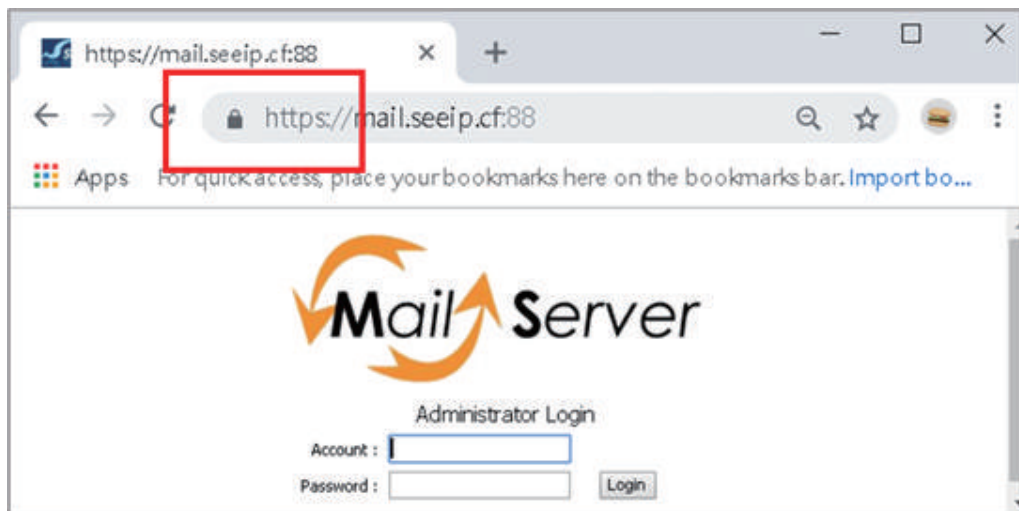 https://mail.seeip.cf:88
https://mail.seeip.cf:88
Apps For quick access, place your bookmarks here on the bookmarks bar. Import bo...
Mail Server
Administrator Login
Account :
Password :
Login